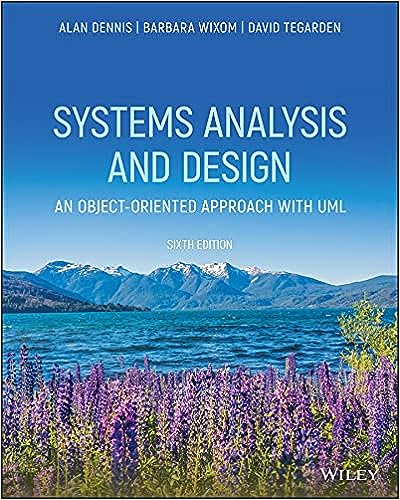 ALAN DENNIS | BARBARA WIXOM | DAVID TEGARDEN
SYSTEMS ANALYSIS
AND DESIGN
AN OBJECT-ORIENTED APPROACH WITH UML
SIXTH EDITION
WILEY